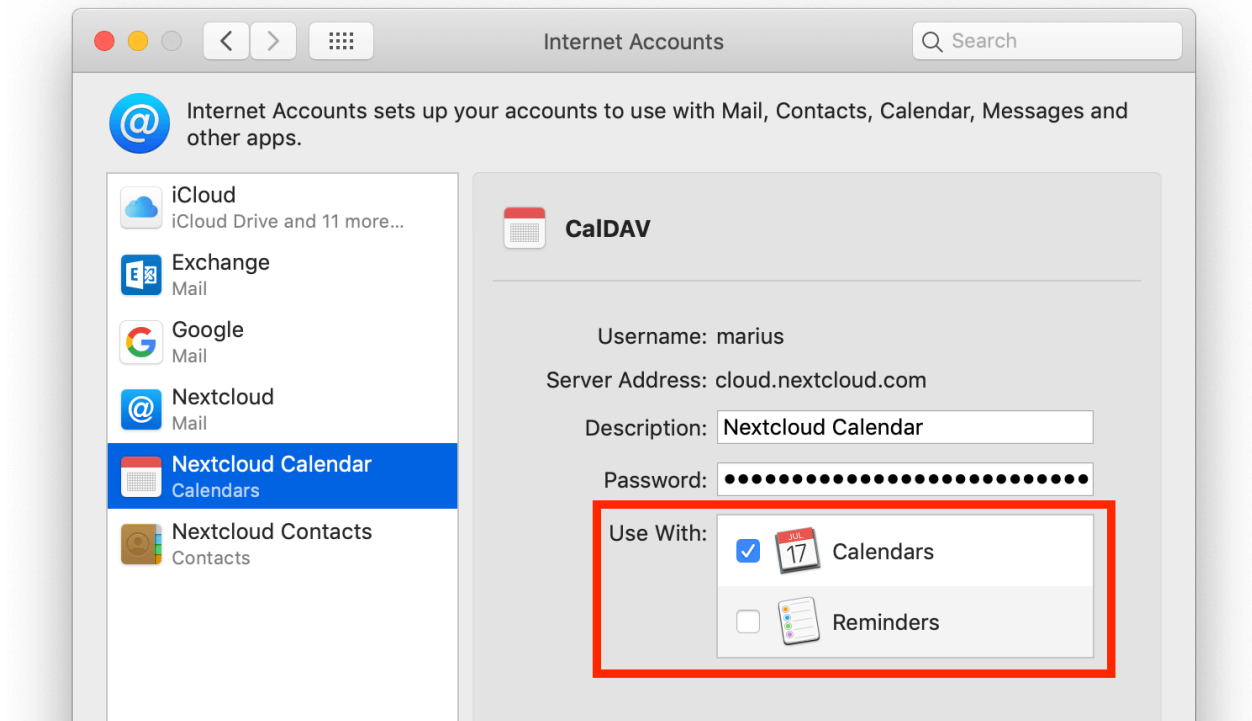 Internet Accounts
Search
Internet Accounts sets up your accounts to use with Mail, Contacts, Calendar, Messages and
other apps.
iCloud
iCloud Drive and 11 more...
Exchange
Mail
Google
Mail
Nextcloud
Mail
Nextcloud Calendar
Calendars
Nextcloud Contacts
Contacts
CalDAV
Username: marius
Server Address: cloud.nextcloud.com
Description: Nextcloud Calendar
Password: ●●●●●●●●●●●●●●●●●●●●●●●●●●●
Use With:
JUL
17
Calendars
Reminders